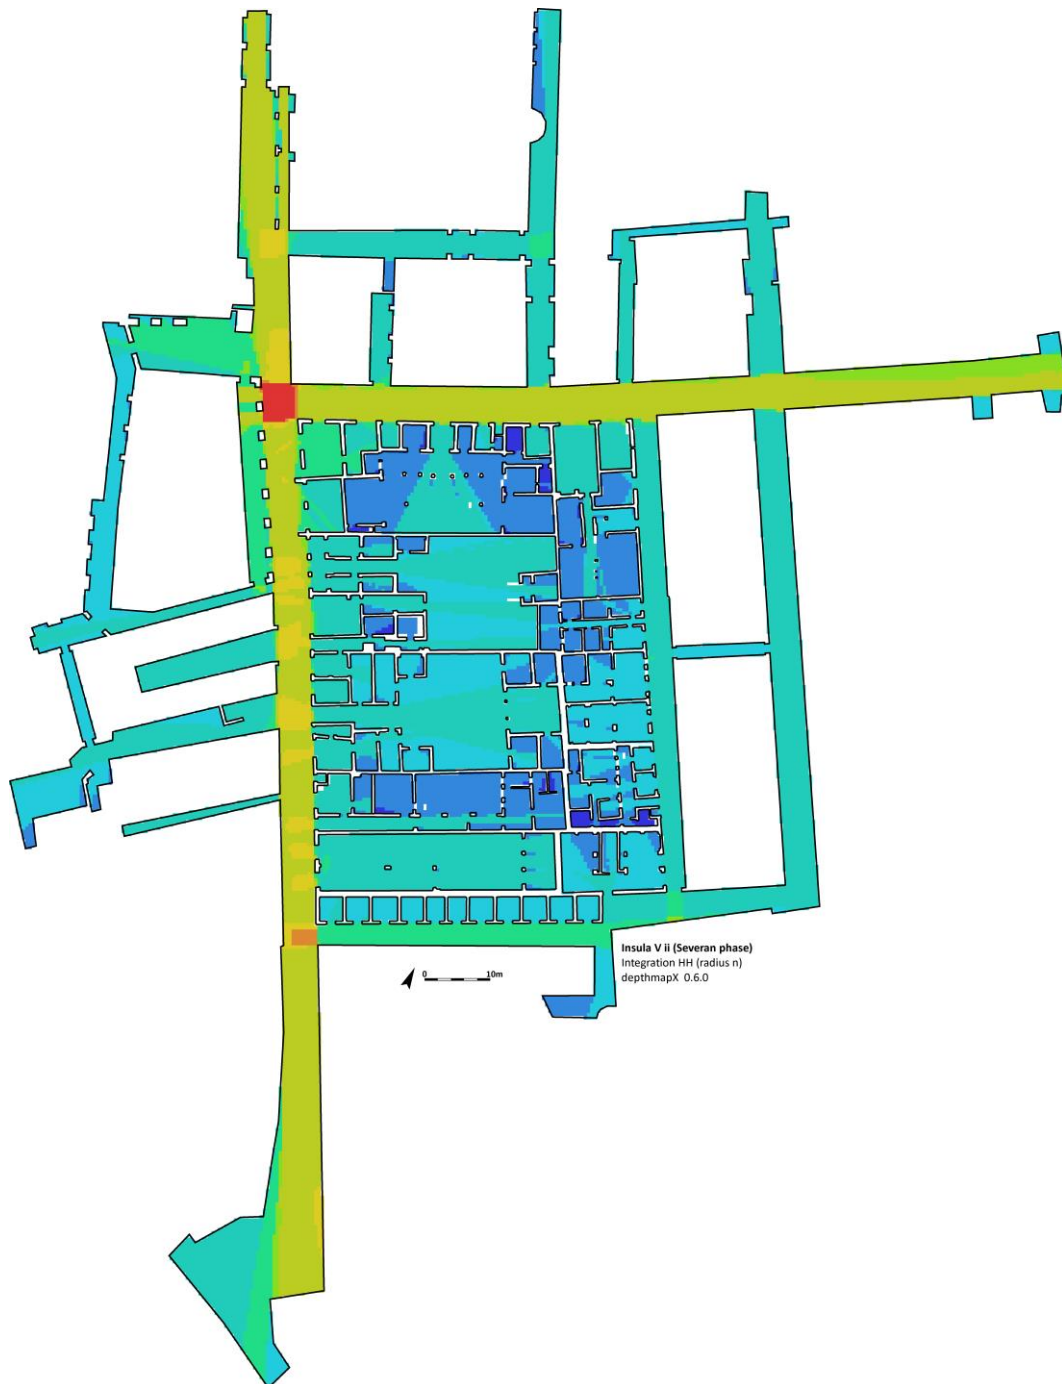 Insula V ii (Severan phase)
Integration HH (radius n)
depthmapX 0.6.0
0 10m